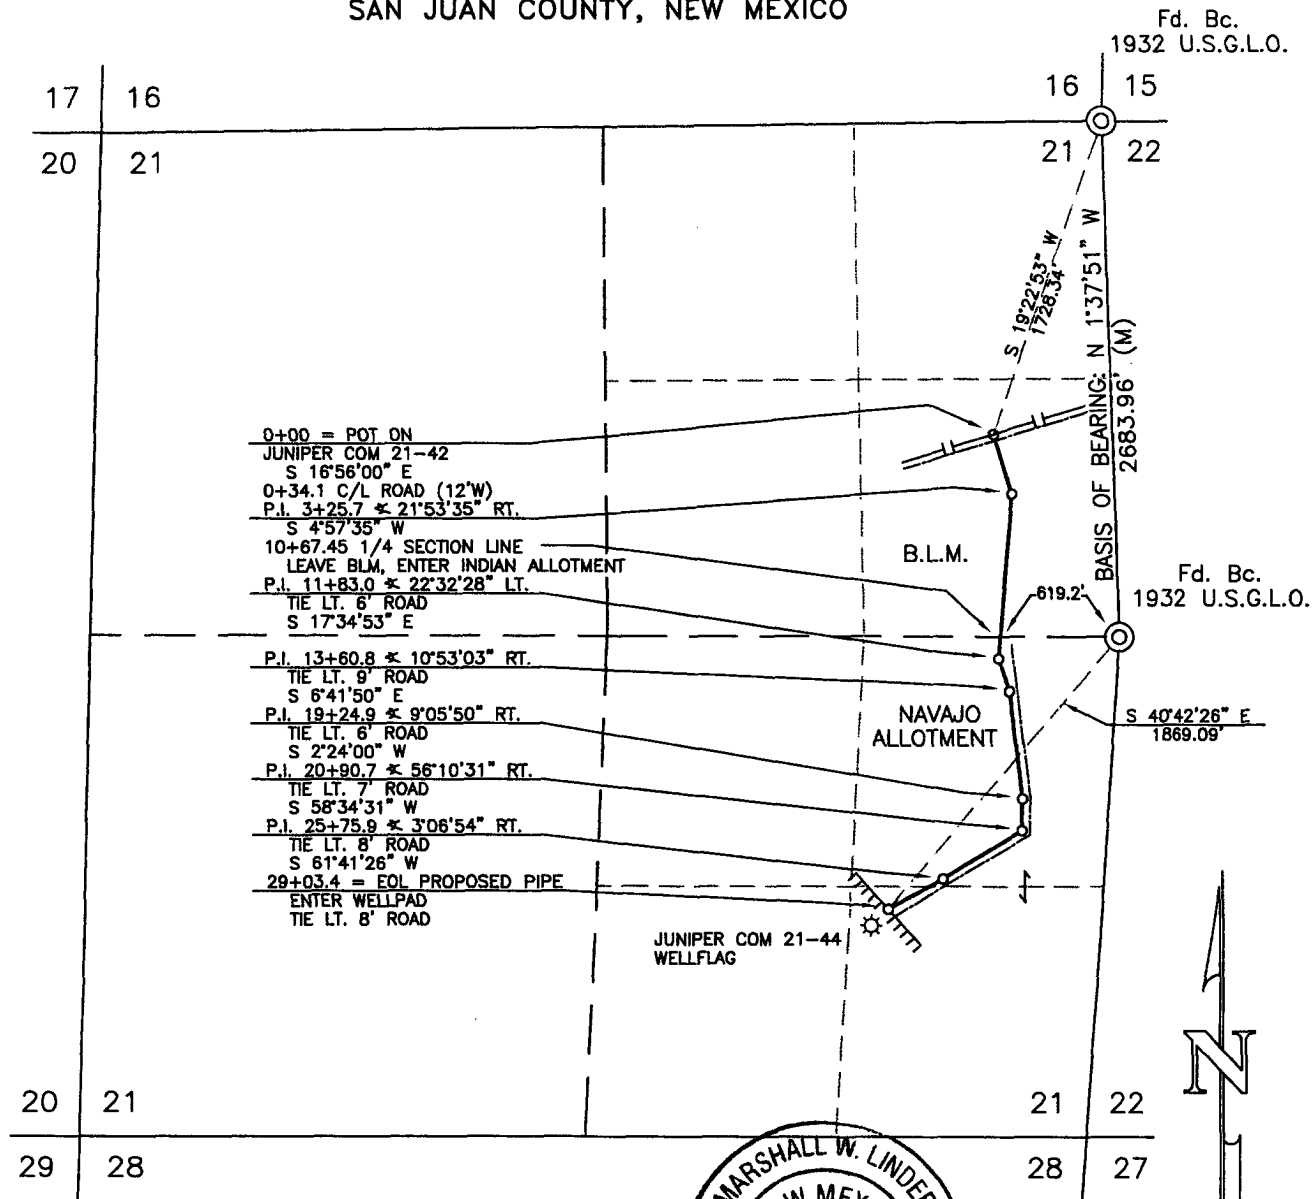 SAN JUAN COUNTY, NEW MEXICO
Fd. Bc.
1932 U.S.G.L.O.
17 16
16 15
20 21
21 22
S 19°22'53" W
1728.34'
BASIS OF BEARING: N 1°37'51" W
2683.96' (M)
0+00 = POT ON
JUNIPER COM 21-42
S 16°56'00" E
0+34.1 C/L ROAD (12'W)
P.I. 3+25.7 ∢ 21°53'35" RT.
S 4°57'35" W
10+67.45 1/4 SECTION LINE
LEAVE BLM, ENTER INDIAN ALLOTMENT
P.I. 11+83.0 ∢ 22°32'28" LT.
TIE LT. 6' ROAD
S 17°34'53" E
P.I. 13+60.8 ∢ 10°53'03" RT.
TIE LT. 9' ROAD
S 6°41'50" E
P.I. 19+24.9 ∢ 9°05'50" RT.
TIE LT. 6' ROAD
S 2°24'00" W
P.I. 20+90.7 ∢ 56°10'31" RT.
TIE LT. 7' ROAD
S 58°34'31" W
P.I. 25+75.9 ∢ 3°06'54" RT.
TIE LT. 8' ROAD
S 61°41'26" W
29+03.4 = EOL PROPOSED PIPE
ENTER WELLPAD
TIE LT. 8' ROAD
B.L.M.
619.2'
Fd. Bc.
1932 U.S.G.L.O.
NAVAJO
ALLOTMENT
S 40°42'26" E
1869.09'
JUNIPER COM 21-44
WELLFLAG
N
20 21
21 22
29 28
28 27
MARSHALL W. LINDE
W MEX